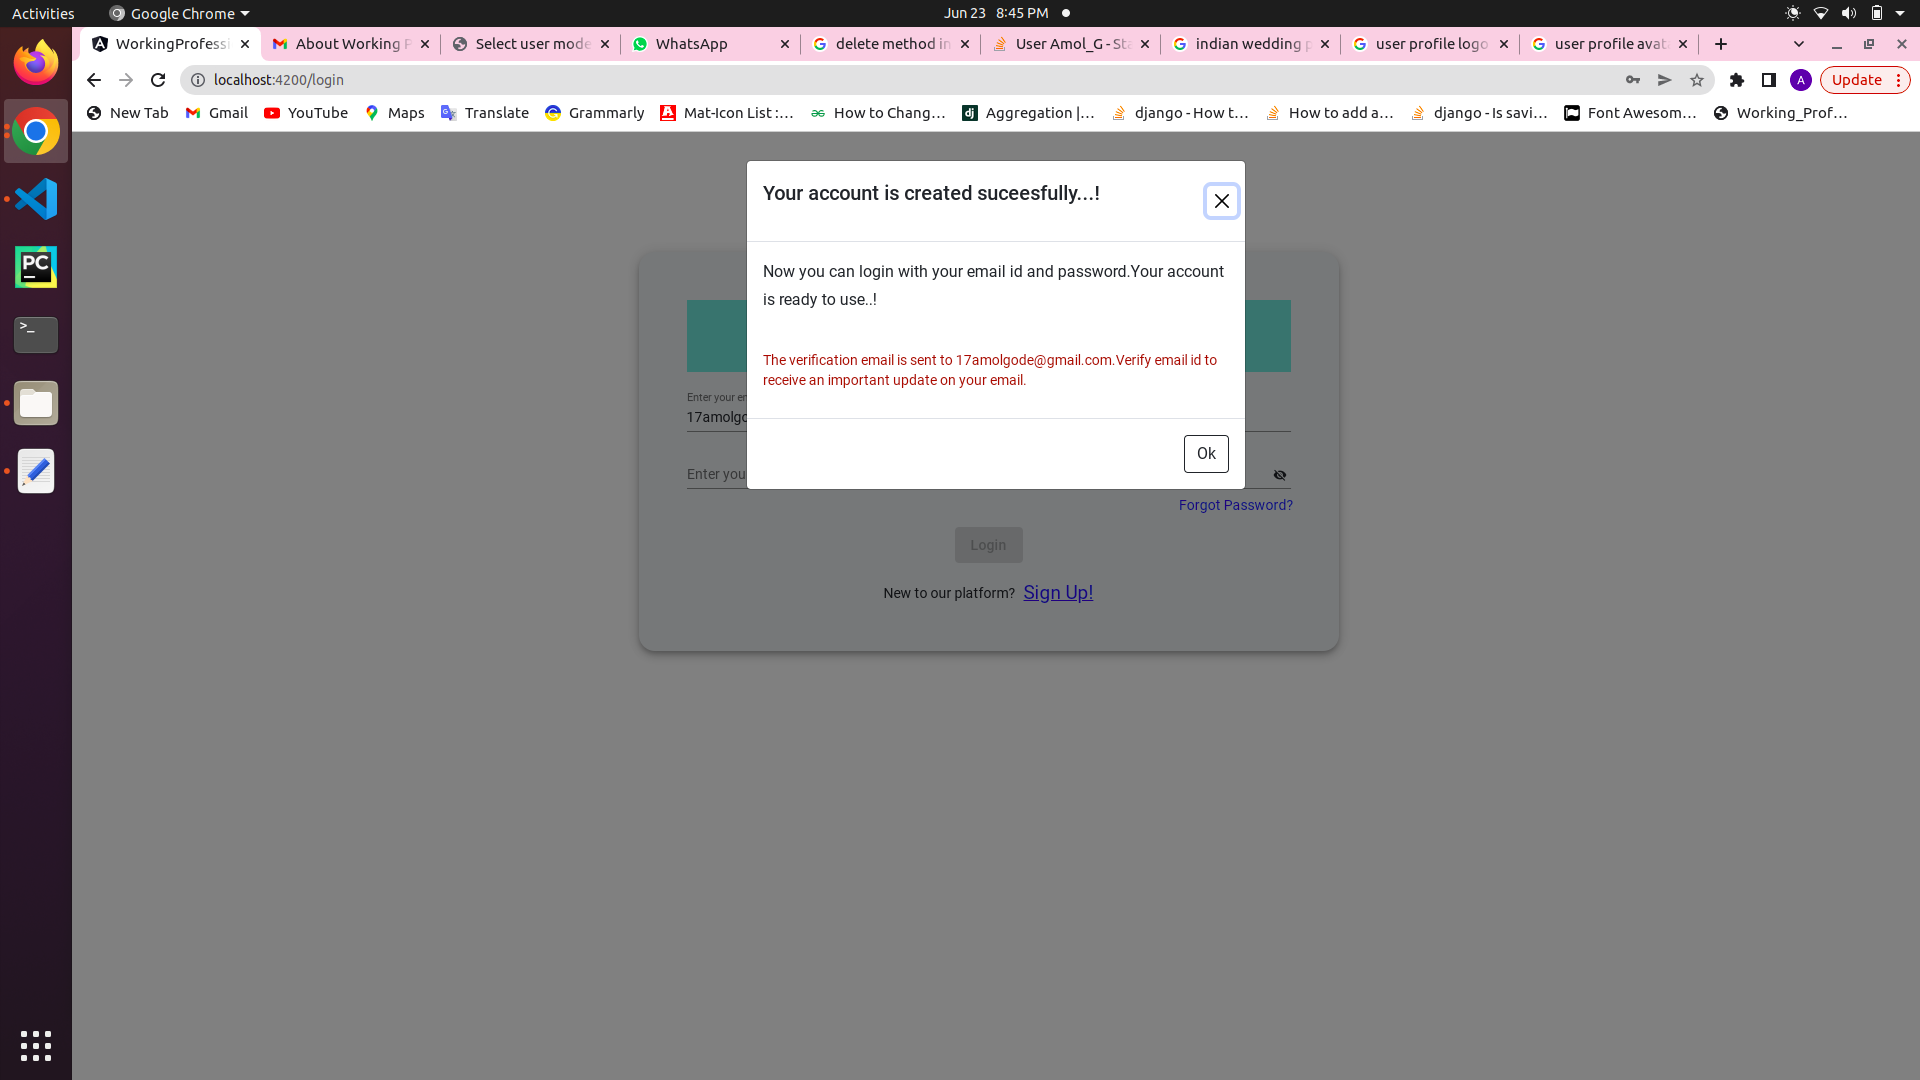 Activities
Google Chrome
Jun 23 8:45 PM
WorkingProfessi
About Working P
Select user mode
WhatsApp
delete method in
User Amol_G - Sta
indian wedding p
user profile logo
user profile avata
localhost:4200/login
A
Update
New Tab
Gmail
YouTube
Maps
Translate
Grammarly
Mat-Icon List :...
How to Chang...
dj
Aggregation |...
django - How t...
How to add a...
django - Is savi...
Font Awesom...
Working_Prof...
Your account is created suceesfully...!
Now you can login with your email id and password.Your account
is ready to use..!
The verification email is sent to 17amolgode@gmail.com.Verify email id to
receive an important update on your email.
Ok
Enter your em
17amolgo
Enter you
Forgot Password?
Login
New to our platform? Sign Up!
PC
>_